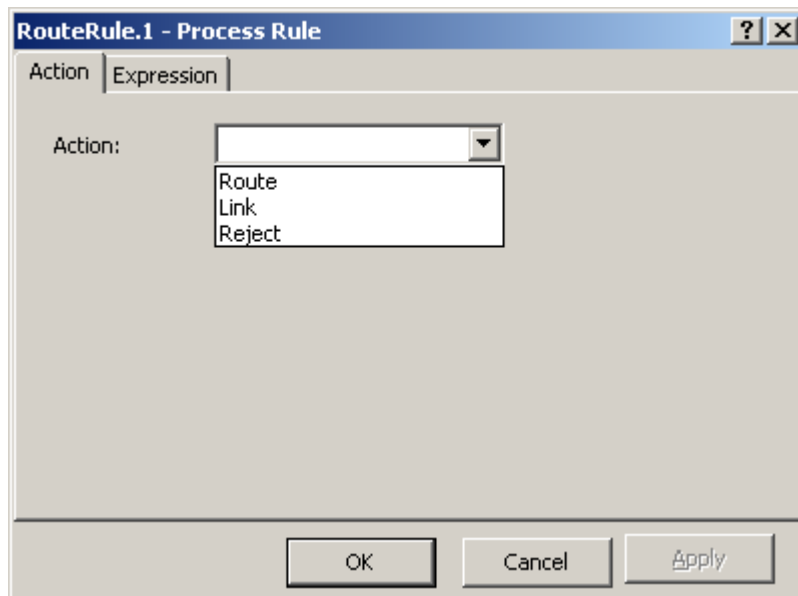 RouteRule.1 - Process Rule
Action Expression
Action:
Route
Link
Reject
OK Cancel Apply